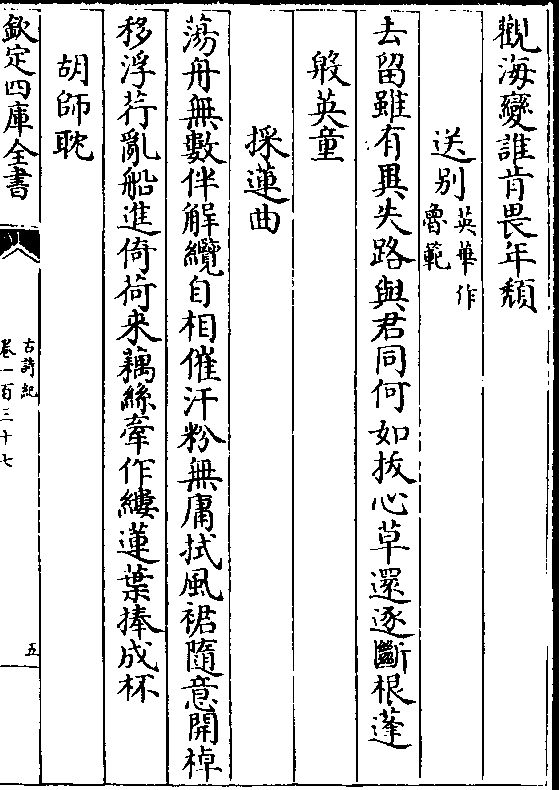 觀海變誰肯畏年頽
送别英華作魯範
去留雖有異失路與君同何如拔心草還逐斷根蓬
殷英童
採蓮曲
蕩舟無數伴解纜自相催汗粉無庸拭風裙隨意開棹
移浮荇亂船進倚荷来藕絲牽作縷蓮葉捧成杯
胡師耽
欽定四庫全書
古詩紀
卷一百三十七
五